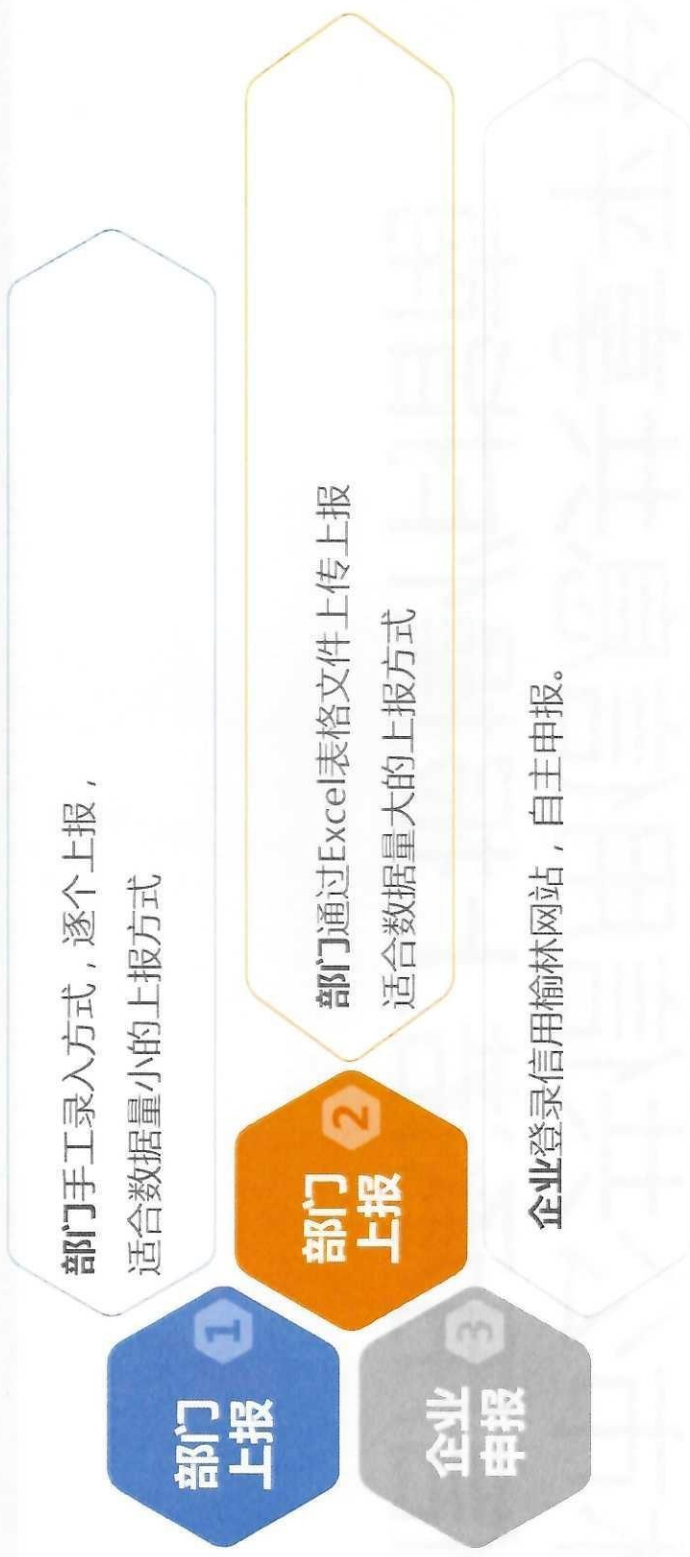 部门
上报
1
部门手工录入方式，逐个上报，
适合数据量小的上报方式
部门
上报
2
部门通过Excel表格文件上传上报
适合数据量大的上报方式
企业
申报
3
企业登录信用榆林网站，自主申报。